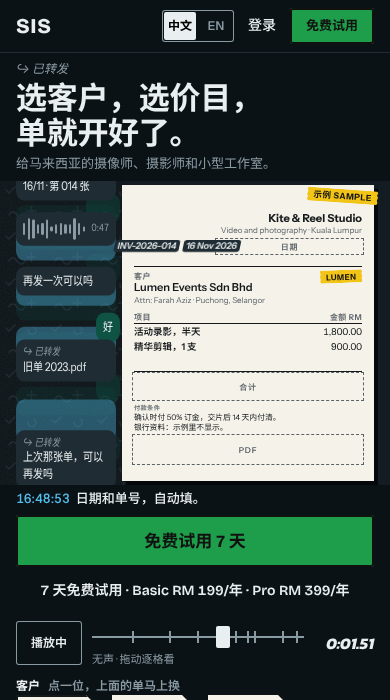 SIS
中文
EN
登录
免费试用
↪ 已转发
选客户，选价目，
单就开好了。
给马来西亚的摄像师、摄影师和小型工作室。
16/11·第 014 张
0:47
再发一次可以吗
好
↪ 已转发
旧单 2023.pdf
↪ 已转发
上次那张单，可以
再发吗
示例 SAMPLE
Kite & Reel Studio
Video and photography · Kuala Lumpur
INV-2026-014
16 Nov 2026
日期
客户
LUMEN
Lumen Events Sdn Bhd
Attn: Farah Aziz · Puchong, Selangor
项目 金额 RM
活动录影，半天 1,800.00
精华剪辑，1 支 900.00
合计
付款条件
确认时付 50% 订金，交片后 14 天内付清。
银行资料：示例里不显示。
PDF
16:48:53 日期和单号，自动填。
免费试用 7 天
7 天免费试用 · Basic RM 199/年 · Pro RM 399/年
播放中
无声·拖动逐格看
0:01.51
客户 点一位，上面的单马上换